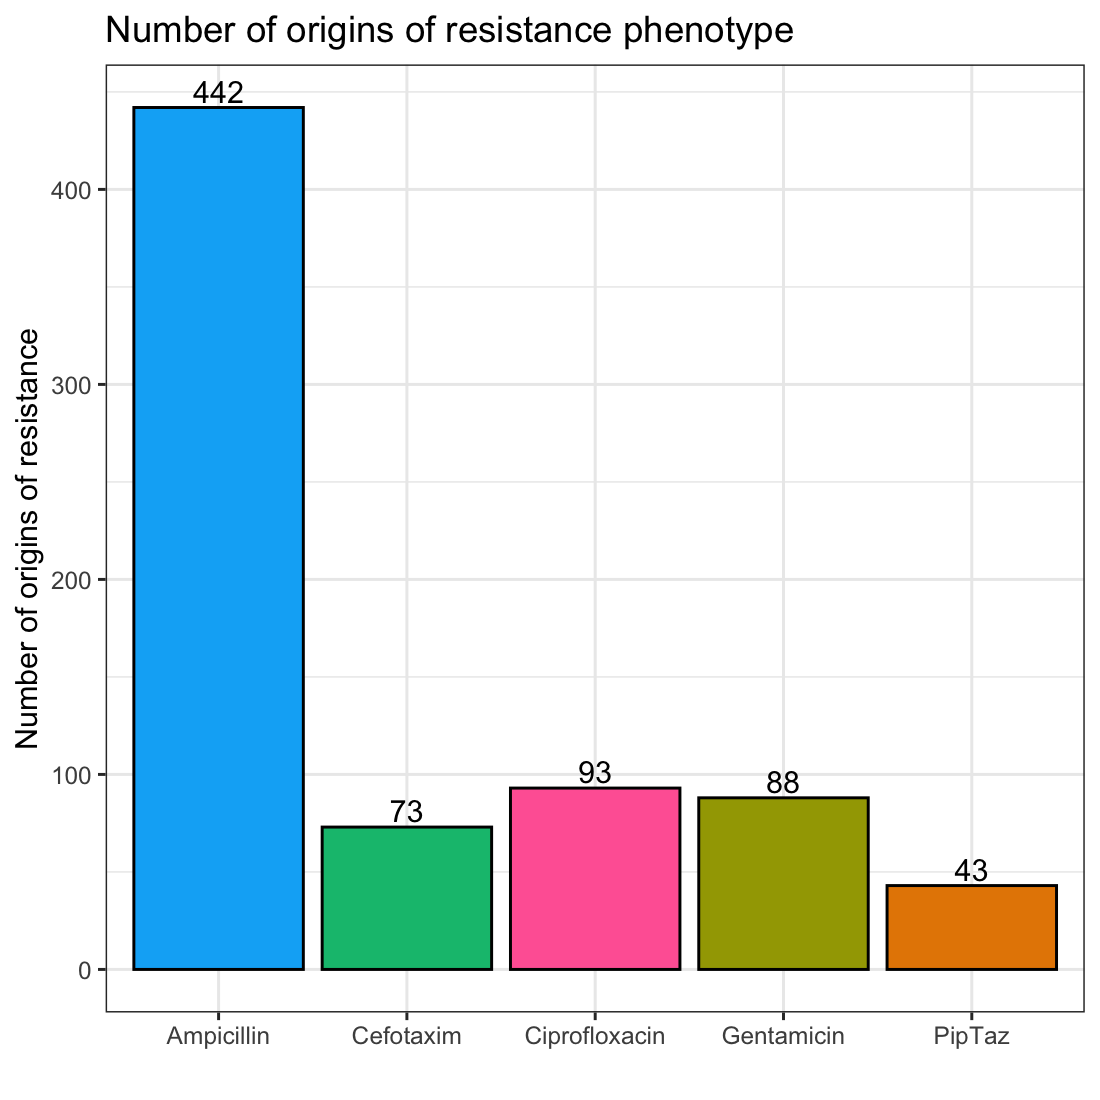 Number of origins of resistance phenotype
Number of origins of resistance
442
400
300
200
100
0
73
93
88
43
Ampicillin
Cefotaxim
Ciprofloxacin
Gentamicin
PipTaz